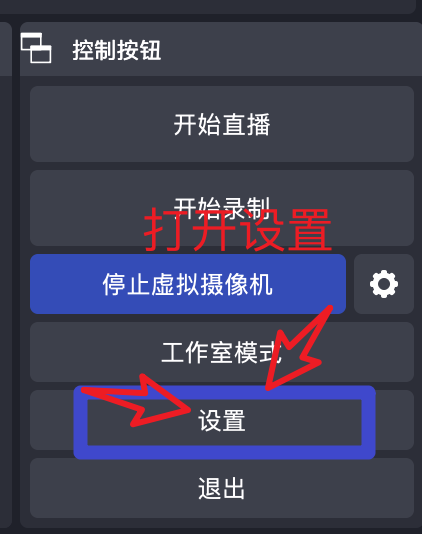 控制按钮
开始直播
开始录制
打开设置
停止虚拟摄像机
工作室模式
设置
退出